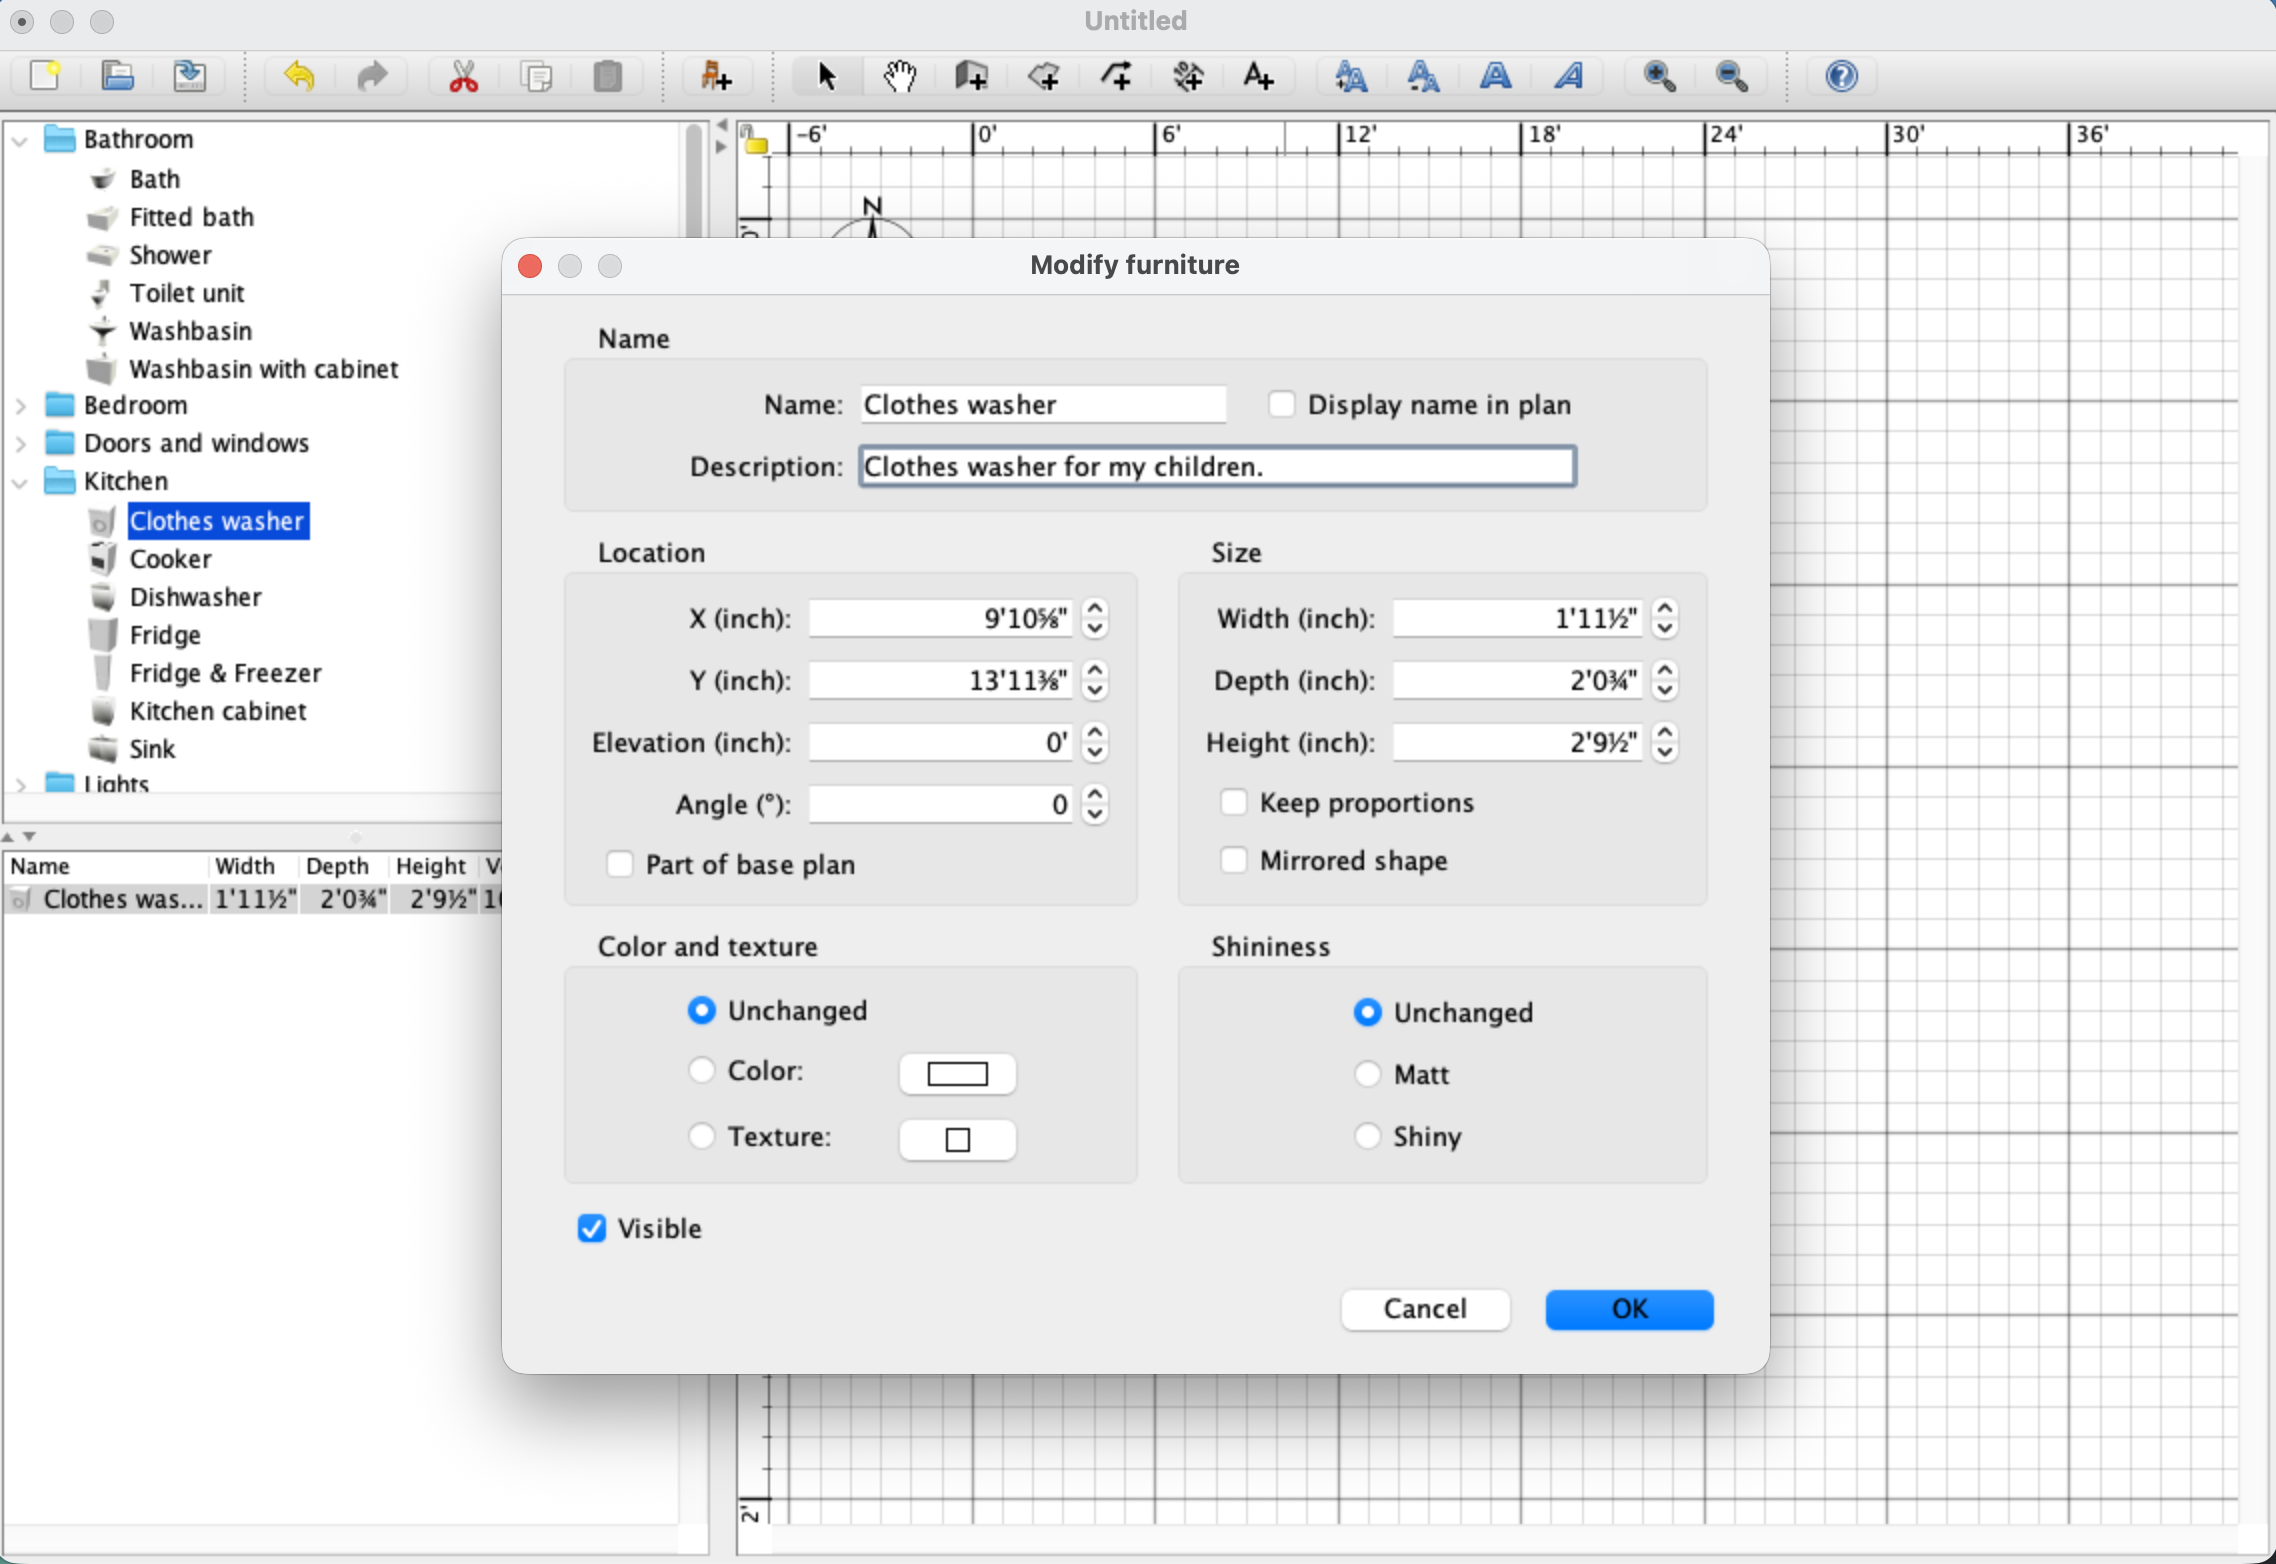 Untitled
-6' 0' 6' 12' 18' 24' 30' 36'
Bathroom
Bath
Fitted bath
Shower
Toilet unit
Washbasin
Washbasin with cabinet
Bedroom
Doors and windows
Kitchen
Clothes washer
Cooker
Dishwasher
Fridge
Fridge & Freezer
Kitchen cabinet
Sink
Lights
Name Width Depth Height
Clothes was... 1'11½" 2'0¾" 2'9½"
N
Modify furniture
Name
Name: Clothes washer Display name in plan
Description: Clothes washer for my children.
Location
X (inch): 9'10⅝"
Y (inch): 13'11⅜"
Elevation (inch): 0'
Angle (°): 0
Part of base plan
Size
Width (inch): 1'11½"
Depth (inch): 2'0¾"
Height (inch): 2'9½"
Keep proportions
Mirrored shape
Color and texture
Unchanged
Color:
Texture:
Shininess
Unchanged
Matt
Shiny
Visible
Cancel OK